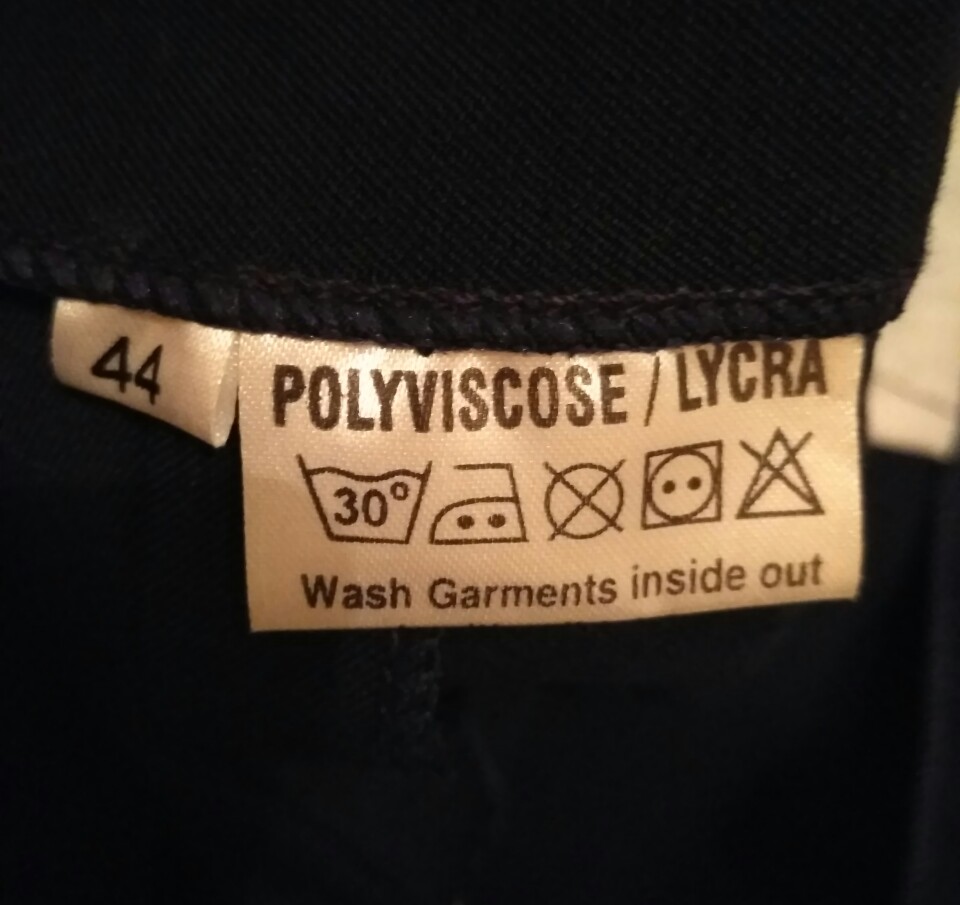 44
POLYVISCOSE / LYCRA
30°
Wash Garments inside out